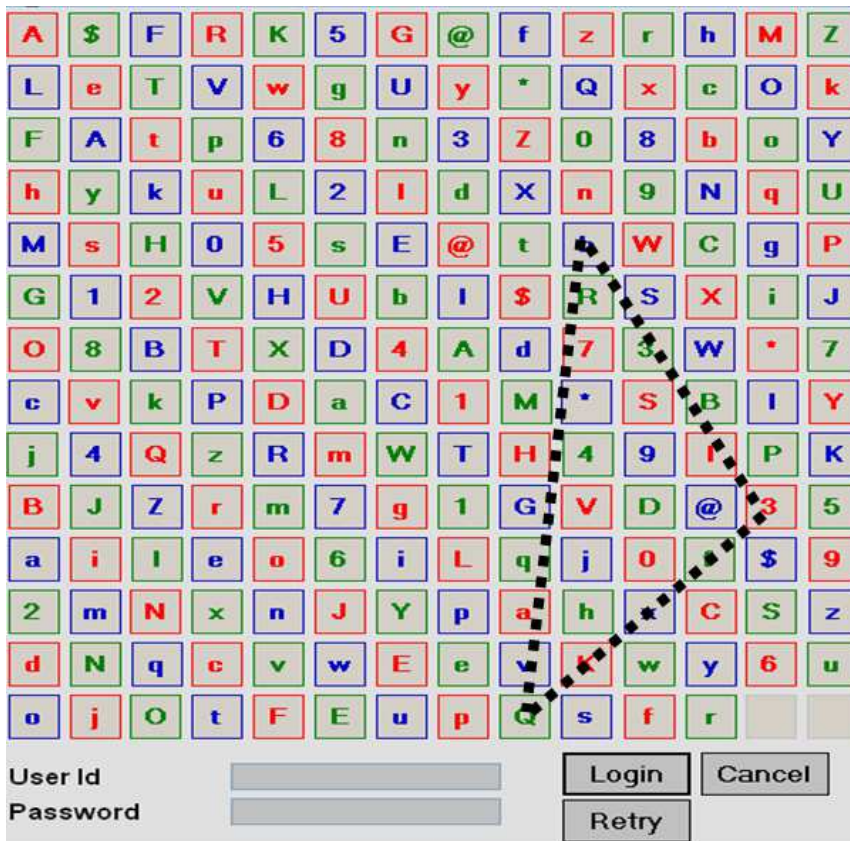 A $ F R K 5 G @ f z r h M Z
L e T V w g U y * Q x c O k
F A t p 6 8 n 3 Z 0 8 b o Y
h y k u L 2 l d X n 9 N q U
M s H 0 5 s E @ t b W C g P
G 1 2 V H U b I $ R S X i J
O 8 B T X D 4 A d 7 3 W * 7
c v k P D a C 1 M * S B I Y
j 4 Q z R m W T H 4 9 I P K
B J Z r m 7 g 1 G V D @ 3 5
a i l e o 6 i L q j 0 $ 9
2 m N x n J Y p a h x C S z
d N q c v w E e v K w y 6 u
o j O t F E u p Q s f r
User Id
Login Cancel
Password
Retry